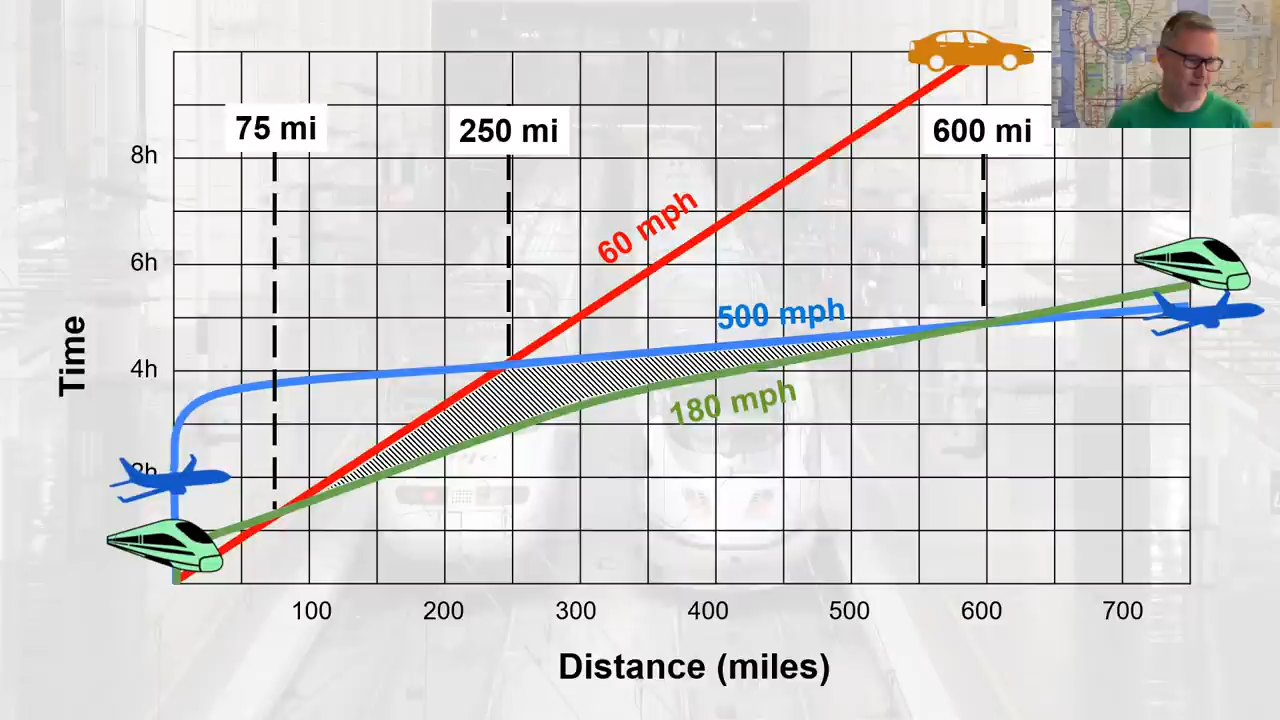 75 mi
250 mi
600 mi
8h
60 mph
6h
500 mph
Time
4h
180 mph
100
200
300
400
500
600
700
Distance (miles)